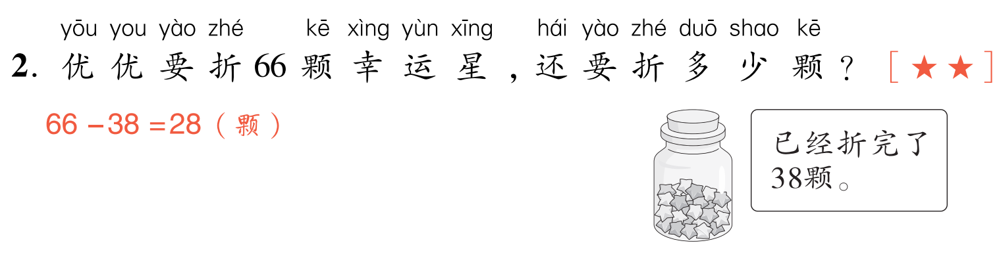 yōu you yào zhé kē xìng yùn xīng hái yào zhé duō shao kē
2. 优优要折66颗幸运星，还要折多少颗？［★★］
66－38＝28（颗）
已经折完了
38颗。